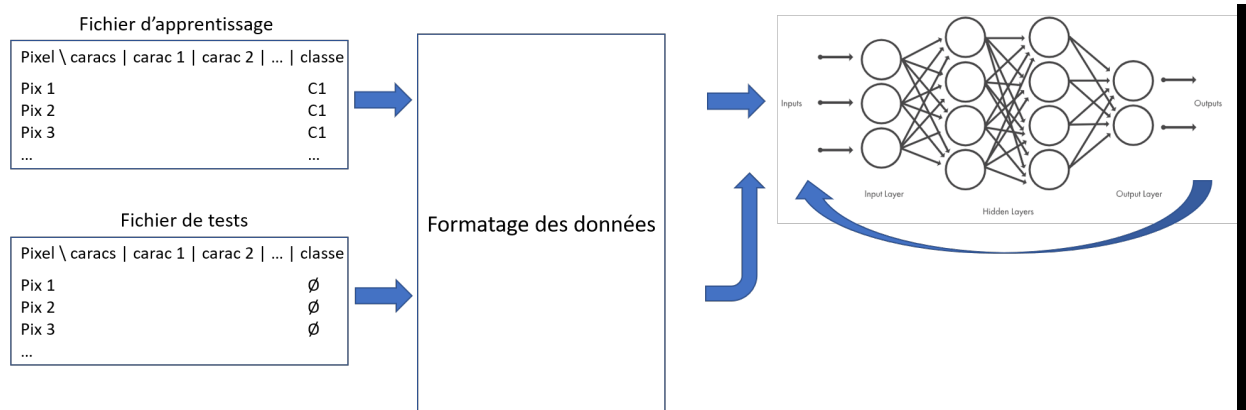 Fichier d’apprentissage
Pixel \ caracs | carac 1 | carac 2 | ... | classe
Pix 1 C1
Pix 2 C1
Pix 3 C1
... ...
Fichier de tests
Pixel \ caracs | carac 1 | carac 2 | ... | classe
Pix 1 Ø
Pix 2 Ø
Pix 3 Ø
...
Formatage des données
Inputs
Outputs
Input Layer
Output Layer
Hidden Layers